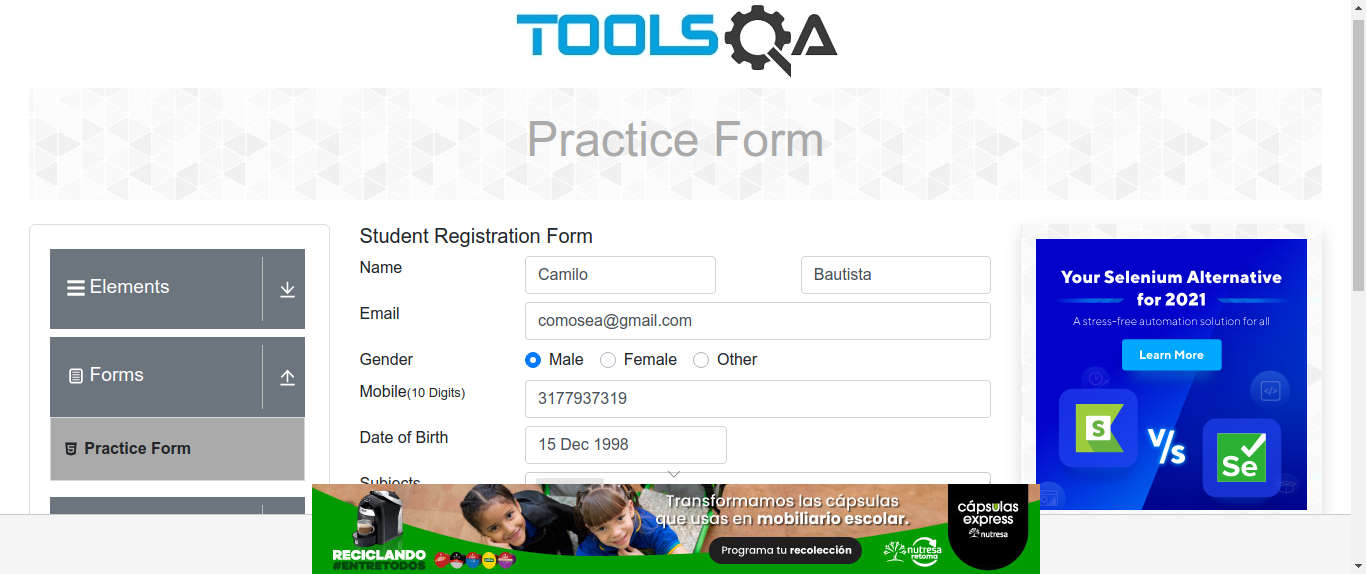 TOOLSQA
Practice Form
Elements
Forms
Practice Form
Student Registration Form
Name
Camilo
Bautista
Email
comosea@gmail.com
Gender
Male
Female
Other
Mobile(10 Digits)
3177937319
Date of Birth
15 Dec 1998
Subjects
Your Selenium Alternative
for 2021
A stress-free automation solution for all
Learn More
S
V/s
Se
RECICLANDO
#ENTRETODOS
Transformamos las cápsulas
que usas en mobiliario escolar.
Programa tu recolección
nutresa
retoma
cápsulas
express
nutresa